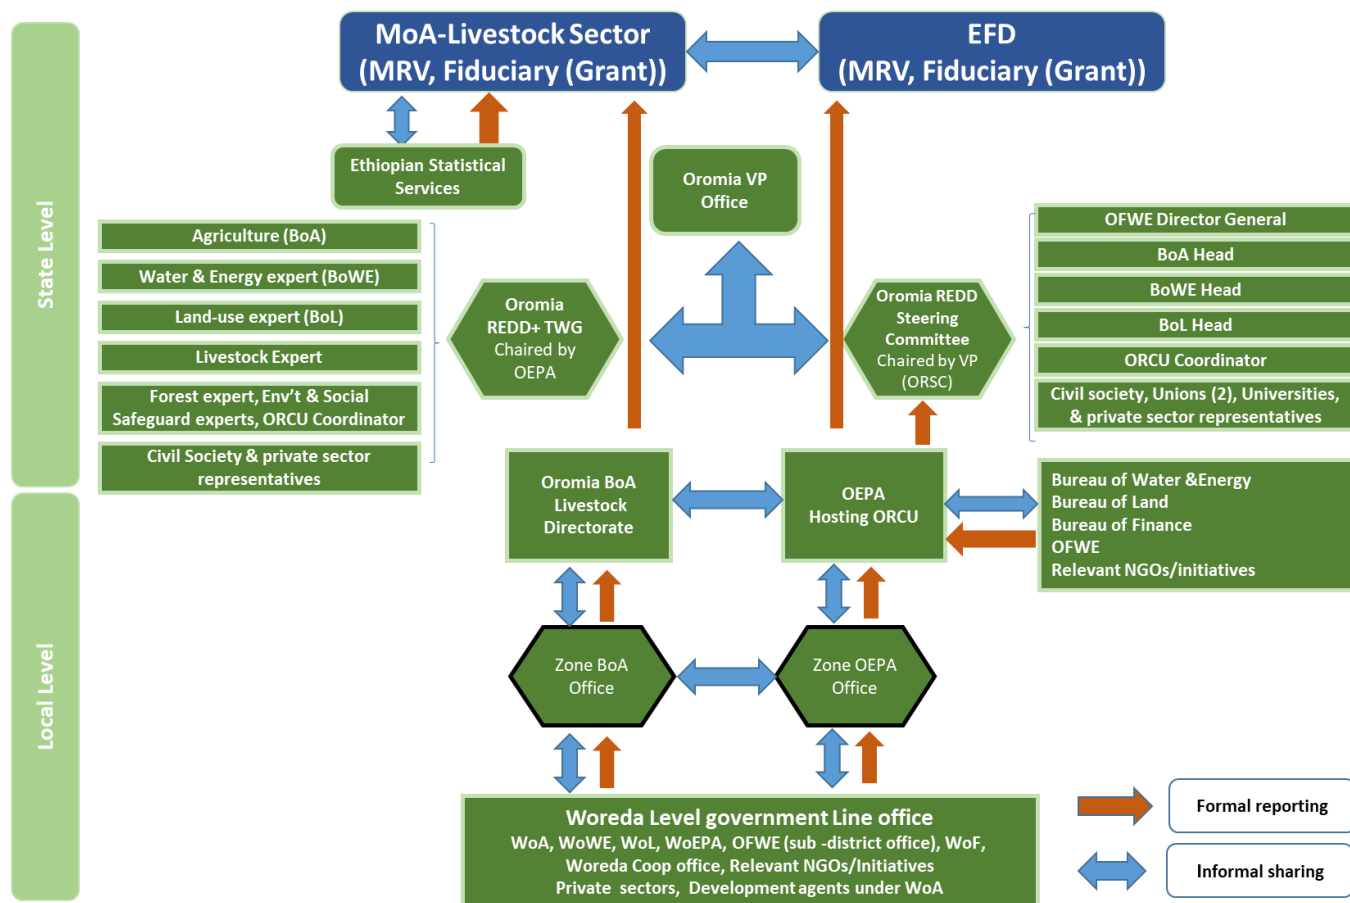 MoA-Livestock Sector
(MRV, Fiduciary (Grant))
EFD
(MRV, Fiduciary (Grant))
State Level
Ethiopian Statistical
Services
Oromia VP
Office
Agriculture (BoA)
Water & Energy expert (BoWE)
Land-use expert (BoL)
Livestock Expert
Forest expert, Env't & Social
Safeguard experts, ORCU Coordinator
Civil Society & private sector
representatives
Oromia
REDD+ TWG
Chaired by
OEPA
Oromia REDD
Steering
Committee
Chaired by VP
(ORSC)
OFWE Director General
BoA Head
BoWE Head
BoL Head
ORCU Coordinator
Civil society, Unions (2), Universities,
& private sector representatives
Local Level
Oromia BoA
Livestock
Directorate
OEPA
Hosting ORCU
Bureau of Water &Energy
Bureau of Land
Bureau of Finance
OFWE
Relevant NGOs/initiatives
Zone BoA
Office
Zone OEPA
Office
Woreda Level government Line office
WoA, WoWE, WoL, WoEPA, OFWE (sub -district office), WoF,
Woreda Coop office, Relevant NGOs/Initiatives
Private sectors, Development agents under WoA
Formal reporting
Informal sharing